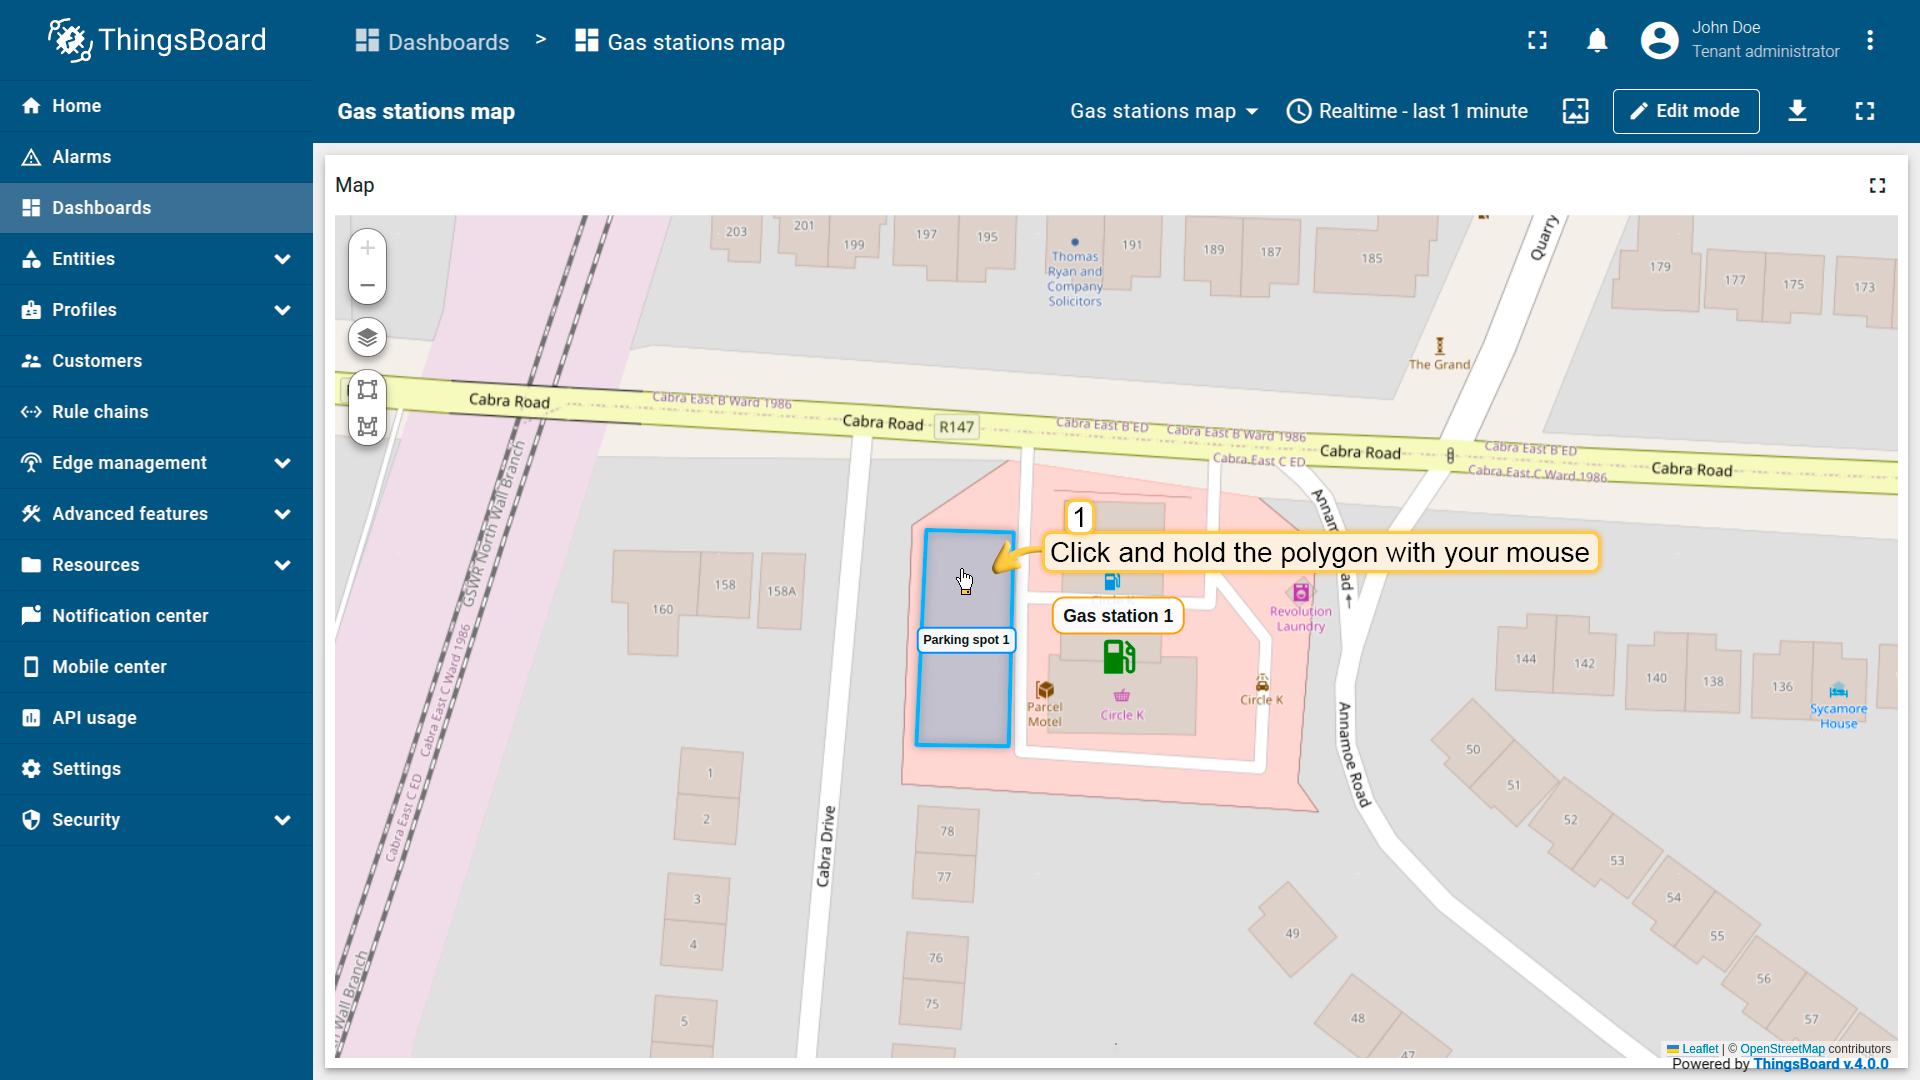 ThingsBoard
Dashboards > Gas stations map
John Doe
Tenant administrator
Home
Alarms
Dashboards
Entities
Profiles
Customers
Rule chains
Edge management
Advanced features
Resources
Notification center
Mobile center
API usage
Settings
Security
Gas stations map
Gas stations map
Realtime - last 1 minute
Edit mode
Map
+
−
203
201
199
197
195
191
189
187
185
179
177
175
173
Thomas
Ryan and
Company
Solicitors
Quarry
The Grand
Cabra Road
Cabra East B Ward 1986
Cabra Road
R147
Cabra East B ED
Cabra East B Ward 1986
Cabra East C ED
Cabra Road
Cabra East B ED
Cabra East C Ward 1986
Cabra Road
GSWR North Wall Branch
Cabra East C Ward 1986
Cabra East C ED
Wall Branch
1
Click and hold the polygon with your mouse
Circle K
Gas station 1
Parking spot 1
Revolution
Laundry
Parcel
Motel
Circle K
Circle K
160
158
158A
144
142
140
138
136
Sycamore
House
Annamoe Road
Cabra Drive
1
2
3
4
5
78
77
76
75
50
51
52
53
54
55
56
57
49
48
47
Leaflet | © OpenStreetMap contributors
Powered by ThingsBoard v.4.0.0